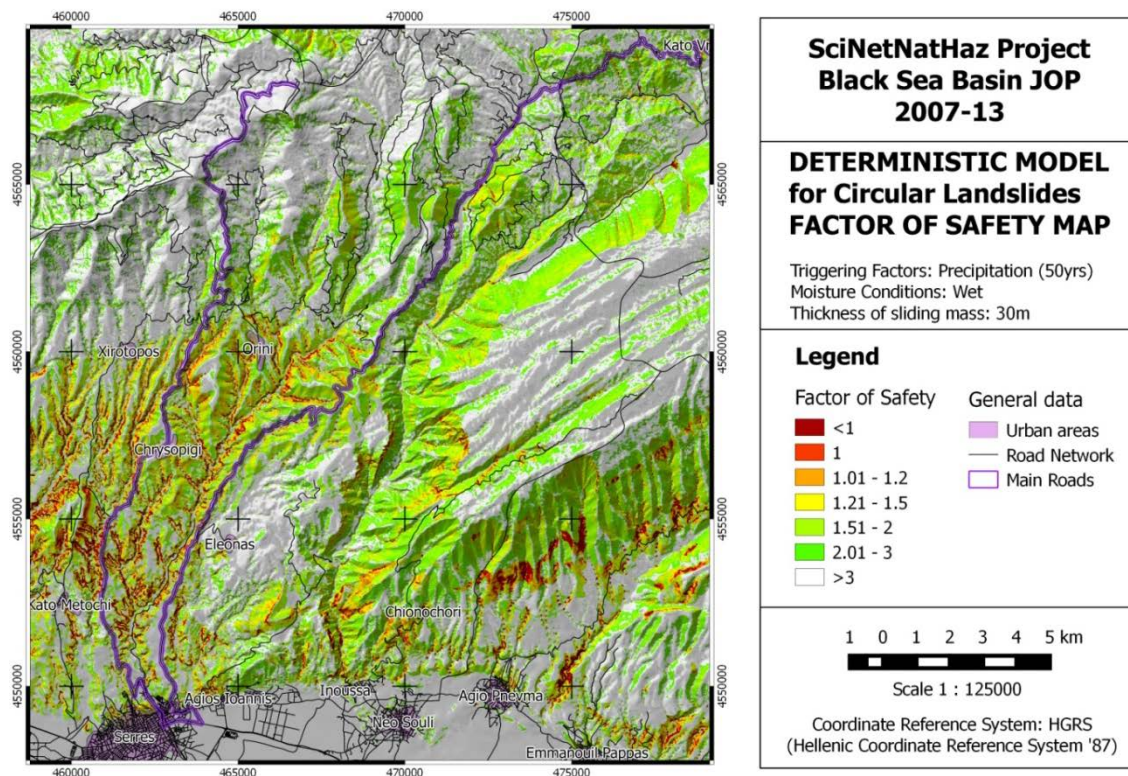 460000 465000 470000 475000
Kato Vr
4565000 4565000
Xirotopos Orini
4560000 4560000
Chrysopigi
4555000 4555000
Eleonas
Kato Metochi
Chionochori
4550000 4550000
Agios Ioannis Inoussa Agio Pnevma
Serres Neo Souli
Emmanouil Pappas
460000 465000 470000 475000
SciNetNatHaz Project
Black Sea Basin JOP
2007-13
DETERMINISTIC MODEL
for Circular Landslides
FACTOR OF SAFETY MAP
Triggering Factors: Precipitation (50yrs)
Moisture Conditions: Wet
Thickness of sliding mass: 30m
Legend
Factor of Safety
<1
1
1.01 - 1.2
1.21 - 1.5
1.51 - 2
2.01 - 3
>3
General data
Urban areas
Road Network
Main Roads
1 0 1 2 3 4 5 km
Scale 1 : 125000
Coordinate Reference System: HGRS
(Hellenic Coordinate Reference System '87)